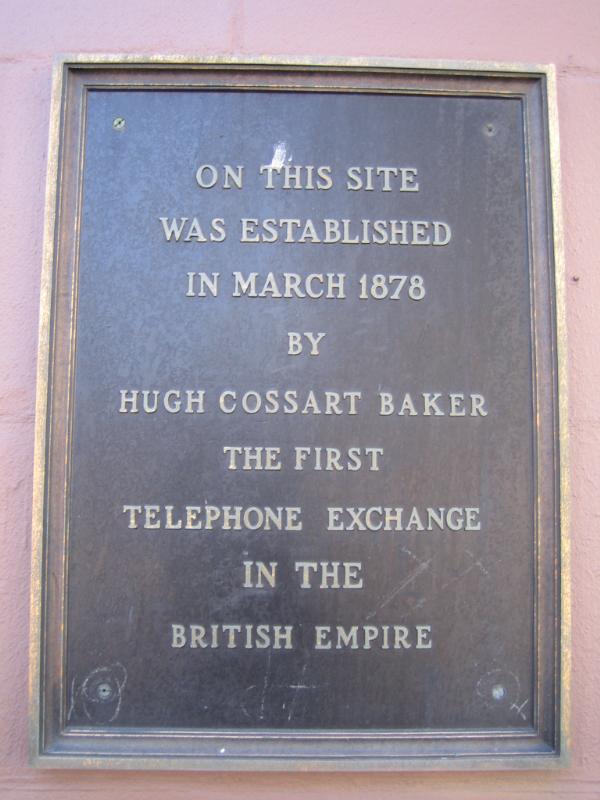 ON THIS SITE
WAS ESTABLISHED
IN MARCH 1878
BY
HUGH COSSART BAKER
THE FIRST
TELEPHONE EXCHANGE
IN THE
BRITISH EMPIRE